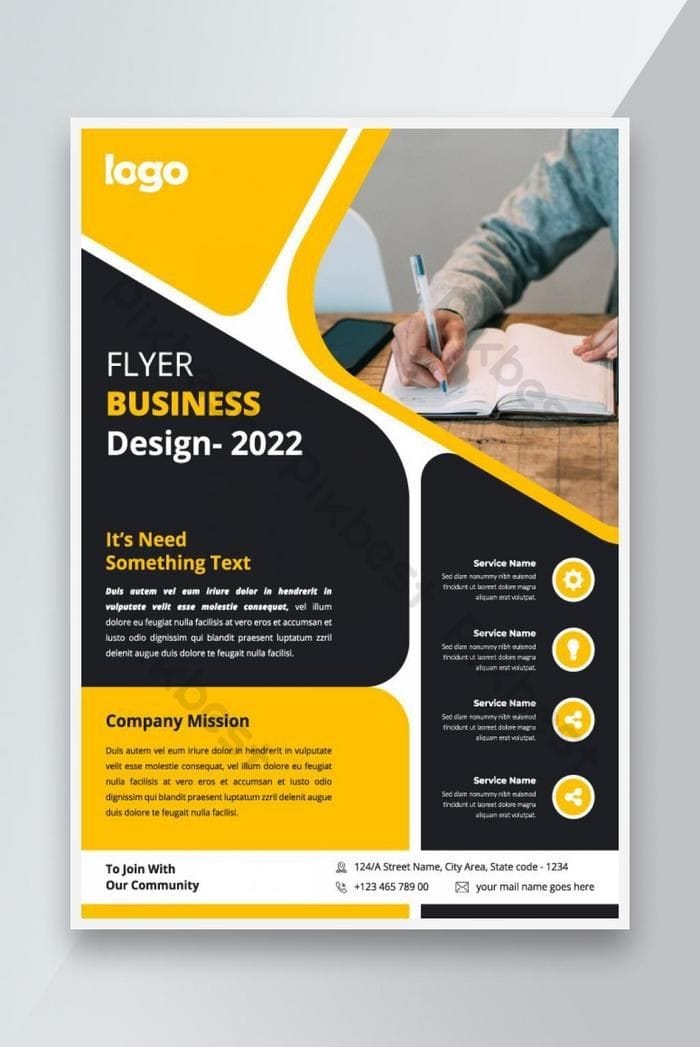 logo
FLYER
BUSINESS
Design- 2022
It's Need
Something Text
Duis autem vel eum iriure dolor in hendrerit in
vulputate velit esse molestie consequat, vel illum
dolore eu feugiat nulla facilisis at vero eros et accumsan et
iusto odio dignissim qui blandit praesent luptatum zzril
delenit augue duis dolore te feugait nulla facilisi.
Company Mission
Duis autem vel eum iriure dolor in hendrerit in vulputate
velit esse molestie consequat, vel illum dolore eu feugiat
nulla facilisis at vero eros et accumsan et iusto odio
dignissim qui blandit praesent luptatum zzril delenit augue
duis dolore te feugait nulla facilisi.
Service Name
Sed diam nonummy nibh euismod
tincidunt ut laoreet dolore magna
aliquam erat volutpat.
Service Name
Sed diam nonummy nibh euismod
tincidunt ut laoreet dolore magna
aliquam erat volutpat.
Service Name
Sed diam nonummy nibh euismod
tincidunt ut laoreet dolore magna
aliquam erat volutpat.
Service Name
Sed diam nonummy nibh euismod
tincidunt ut laoreet dolore magna
aliquam erat volutpat.
To Join With
Our Community
124/A Street Name, City Area, State code - 1234
+123 465 789 00 your mail name goes here
pikbest